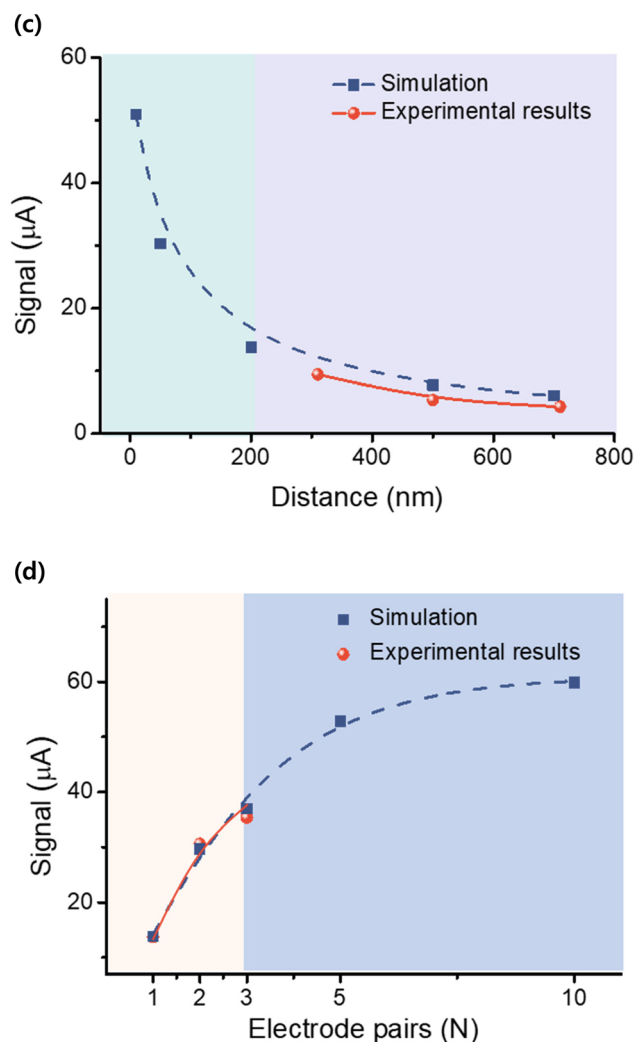 (c)
60
40
20
0
Signal (μA)
Simulation
Experimental results
0 200 400 600 800
Distance (nm)
(d)
60
40
20
Signal (μA)
Simulation
Experimental results
1 2 3 5 10
Electrode pairs (N)